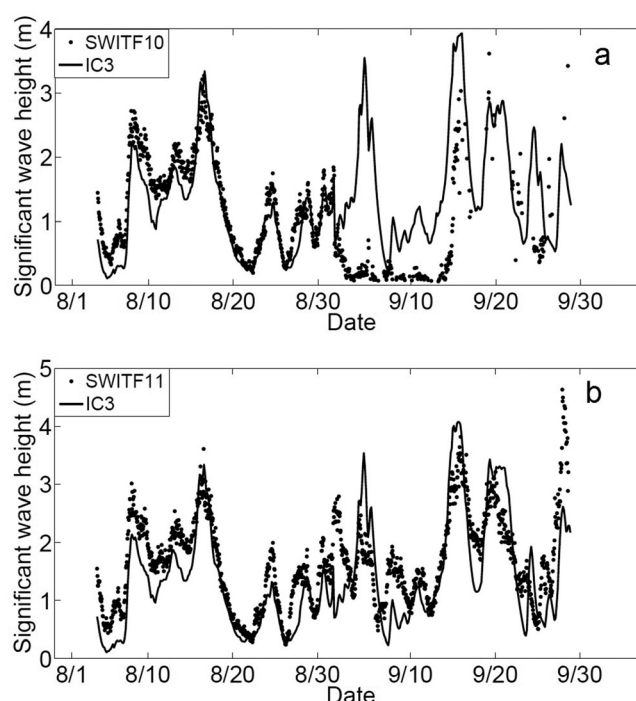 Significant wave height (m)
4
3
2
1
0
SWITF10
IC3
a
8/1 8/10 8/20 8/30 9/10 9/20 9/30
Date
Significant wave height (m)
5
4
3
2
1
0
SWITF11
IC3
b
8/1 8/10 8/20 8/30 9/10 9/20 9/30
Date